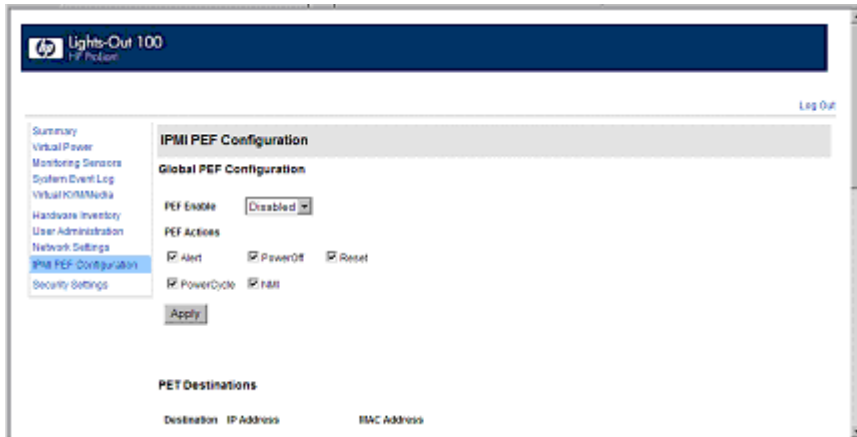 hp Lights-Out 100
HP ProLiant
Log Out
Summary
Virtual Power
Monitoring Sensors
System Event Log
Virtual KVM/Media
Hardware Inventory
User Administration
Network Settings
IPMI PEF Configuration
Security Settings
IPMI PEF Configuration
Global PEF Configuration
PEF Enable Disabled
PEF Actions
Alert PowerOff Reset
PowerCycle NMI
Apply
PET Destinations
Destination IP Address MAC Address